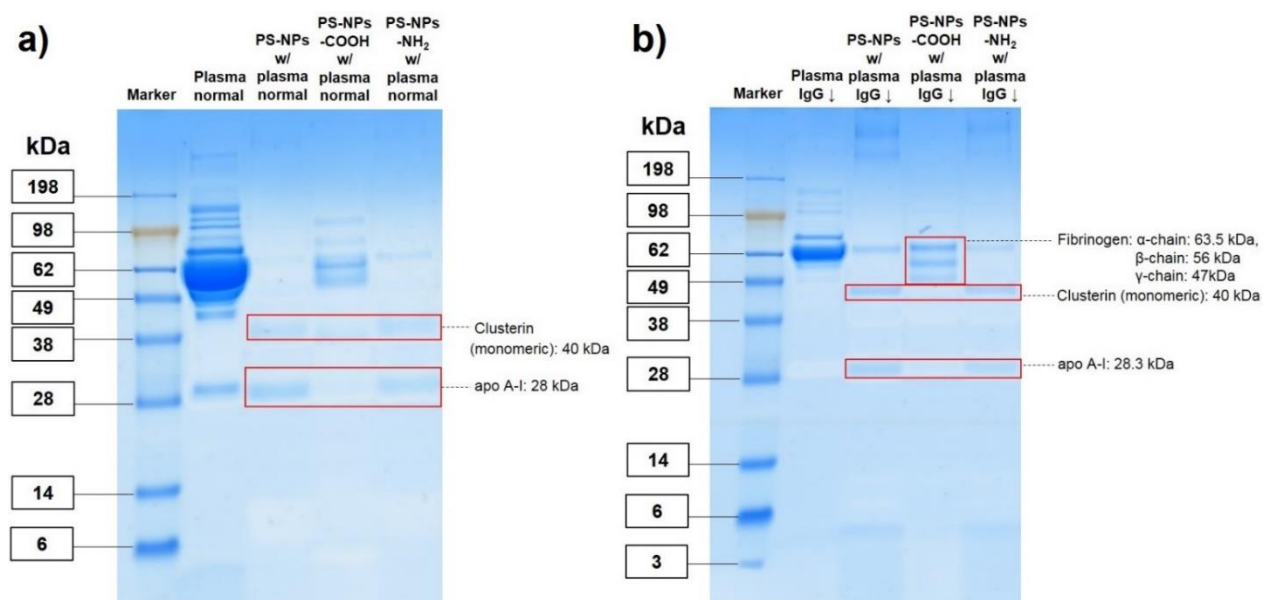 a)
Marker
Plasma
normal
PS-NPs
w/
plasma
normal
PS-NPs
-COOH
w/
plasma
normal
PS-NPs
-NH₂
w/
plasma
normal
kDa
198
98
62
49
38
28
14
6
Clusterin
(monomeric): 40 kDa
apo A-I: 28 kDa
b)
Marker
Plasma
IgG ↓
PS-NPs
w/
plasma
IgG ↓
PS-NPs
-COOH
w/
plasma
IgG ↓
PS-NPs
-NH₂
w/
plasma
IgG ↓
kDa
198
98
62
49
38
28
14
6
3
Fibrinogen: α-chain: 63.5 kDa,
β-chain: 56 kDa
γ-chain: 47kDa
Clusterin (monomeric): 40 kDa
apo A-I: 28.3 kDa